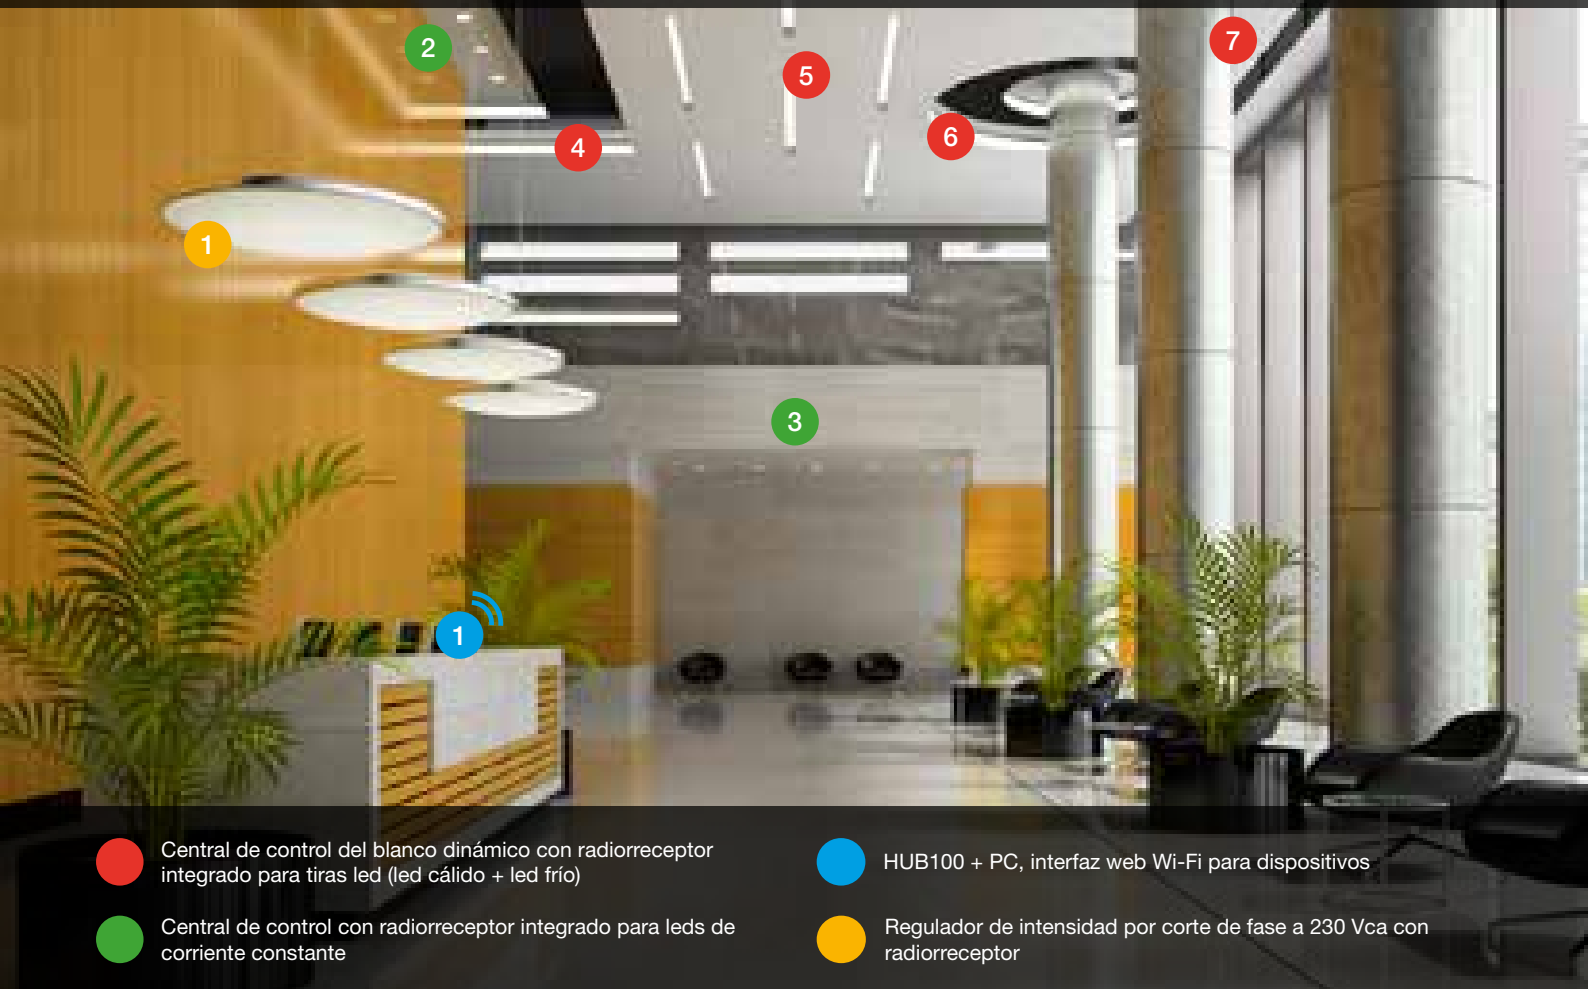 2
7
5
4
6
1
3
1
Central de control del blanco dinámico con radiorreceptor
integrado para tiras led (led cálido + led frío)
Central de control con radiorreceptor integrado para leds de
corriente constante
HUB100 + PC, interfaz web Wi-Fi para dispositivos
Regulador de intensidad por corte de fase a 230 Vca con
radiorreceptor